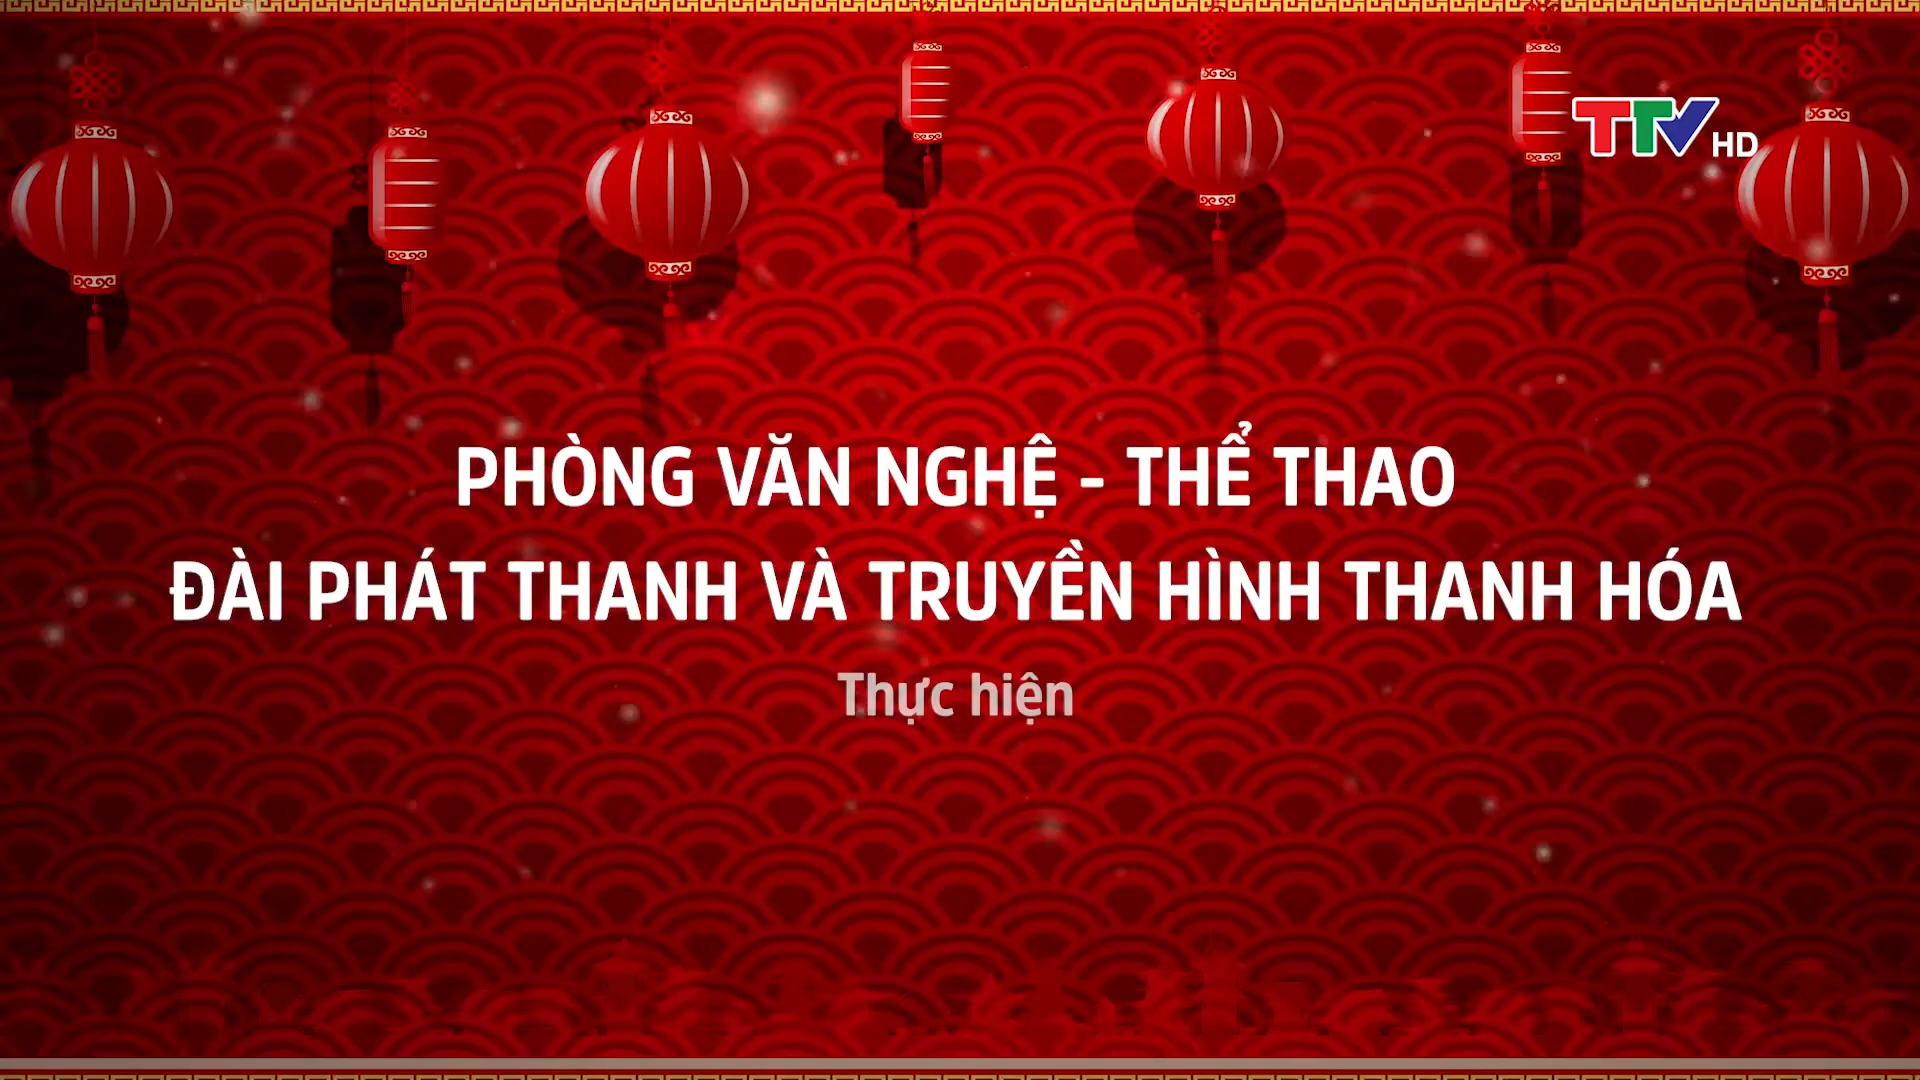 TTV HD
PHÒNG VĂN NGHỆ - THỂ THAO
ĐÀI PHÁT THANH VÀ TRUYỀN HÌNH THANH HÓA
Thực hiện